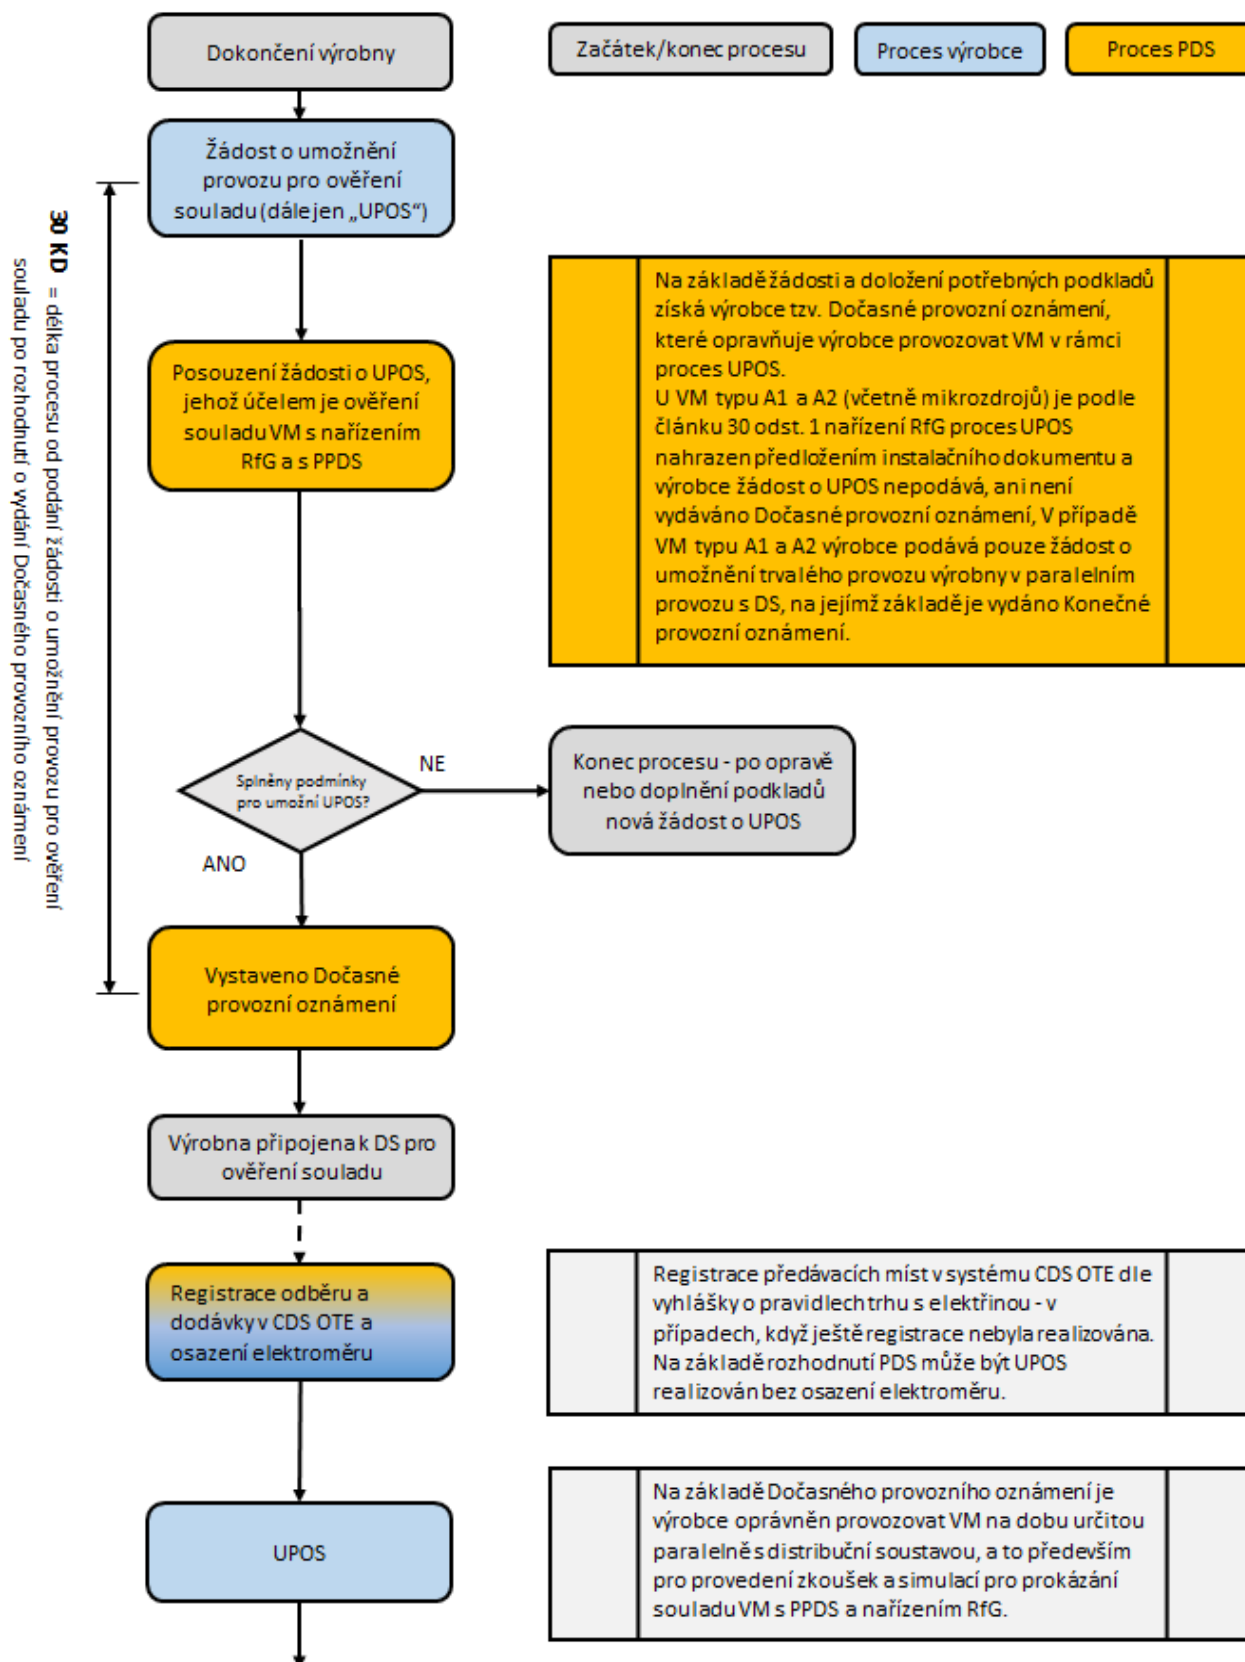 Dokončení výrobny
Začátek/konec procesu
Proces výrobce
Proces PDS
Žádost o umožnění
provozu pro ověření
souladu (dále jen „UPOS“)
30 KD = délka procesu od podání žádosti o umožnění provozu pro ověření
souladu po rozhodnutí o vydání Dočasného provozního oznámení
Na základě žádosti a doložení potřebných podkladů
získá výrobce tzv. Dočasné provozní oznámení,
které opravňuje výrobce provozovat VM v rámci
proces UPOS.
U VM typu A1 a A2 (včetně mikrozdrojů) je podle
článku 30 odst. 1 nařízení RfG proces UPOS
nahrazen předložením instalačního dokumentu a
výrobce žádost o UPOS nepodává, ani není
vydáváno Dočasné provozní oznámení, V případě
VM typu A1 a A2 výrobce podává pouze žádost o
umožnění trvalého provozu výrobny v paralelním
provozu s DS, na jejímž základě je vydáno Konečné
provozní oznámení.
Posouzení žádosti o UPOS,
jehož účelem je ověření
souladu VM s nařízením
RfG a s PPDS
Splněny podmínky
pro umožní UPOS?
NE
Konec procesu - po opravě
nebo doplnění podkladů
nová žádost o UPOS
ANO
Vystaveno Dočasné
provozní oznámení
Výrobna připojena k DS pro
ověření souladu
Registrace odběru a
dodávky v CDS OTE a
osazení elektroměru
Registrace předávacích míst v systému CDS OTE dle
vyhlášky o pravidlech trhu s elektřinou - v
případech, když ještě registrace nebyla realizována.
Na základě rozhodnutí PDS může být UPOS
realizován bez osazení elektroměru.
UPOS
Na základě Dočasného provozního oznámení je
výrobce oprávněn provozovat VM na dobu určitou
paralelně s distribuční soustavou, a to především
pro provedení zkoušek a simulací pro prokázání
souladu VM s PPDS a nařízením RfG.